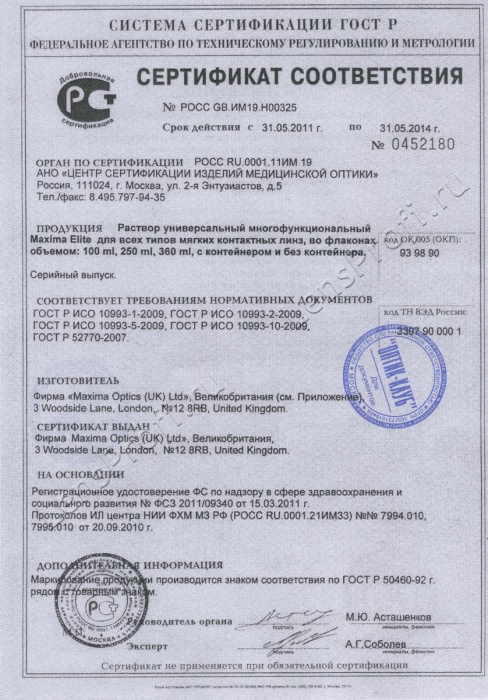 СИСТЕМА СЕРТИФИКАЦИИ ГОСТ Р
ФЕДЕРАЛЬНОЕ АГЕНТСТВО ПО ТЕХНИЧЕСКОМУ РЕГУЛИРОВАНИЮ И МЕТРОЛОГИИ
Добровольная
сертификация
СЕРТИФИКАТ СООТВЕТСТВИЯ
№ РОСС GB.ИМ19.Н00325
Срок действия с 31.05.2011 г. по 31.05.2014 г.
№ 0452180
ОРГАН ПО СЕРТИФИКАЦИИ РОСС RU.0001.11ИМ 19
АНО «ЦЕНТР СЕРТИФИКАЦИИ ИЗДЕЛИЙ МЕДИЦИНСКОЙ ОПТИКИ»
Россия, 111024, г. Москва, ул. 2-я Энтузиастов, д.5
Тел./факс: 8.495.797-94-35
ПРОДУКЦИЯ Раствор универсальный многофункциональный
Maxima Elite для всех типов мягких контактных линз, во флаконах
объемом: 100 ml, 250 ml, 360 ml, с контейнером и без контейнера.
код ОК 005 (ОКП):
93 98 90
Серийный выпуск.
СООТВЕТСТВУЕТ ТРЕБОВАНИЯМ НОРМАТИВНЫХ ДОКУМЕНТОВ
ГОСТ Р ИСО 10993-1-2009, ГОСТ Р ИСО 10993-2-2009,
ГОСТ Р ИСО 10993-5-2009, ГОСТ Р ИСО 10993-10-2009,
ГОСТ Р 52770-2007
код ТН ВЭД России:
3307 90 000 1
"ОПТИК-КЛУБ"
Для документов
ИЗГОТОВИТЕЛЬ
Фирма «Maxima Optics (UK) Ltd», Великобритания (см. Приложение),
3 Woodside Lane, London, №12 8RB, United Kingdom.
СЕРТИФИКАТ ВЫДАН
Фирма Maxima Optics (UK) Ltd», Великобритания,
3 Woodside Lane, London, №12 8RB, United Kingdom.
НА ОСНОВАНИИ
Регистрационное удостоверение ФС по надзору в сфере здравоохранения и
социального развития № ФСЗ 2011/09340 от 15.03.2011 г.
Протоколов ИЛ центра НИИ ФХМ МЗ РФ (РОСС RU.0001.21ИМ33) №№ 7994.010,
7995.010 от 20.09.2010 г.
ДОПОЛНИТЕЛЬНАЯ ИНФОРМАЦИЯ
Маркирование продукции производится знаком соответствия по ГОСТ Р 50460-92 г.
рядом с товарным знаком.
Руководитель органа
подпись
М.Ю. Асташенков
инициалы, фамилия
Эксперт
подпись
А.Г.Соболев
инициалы, фамилия
М.П.
МОСКВА
Сертификат не применяется при обязательной сертификации